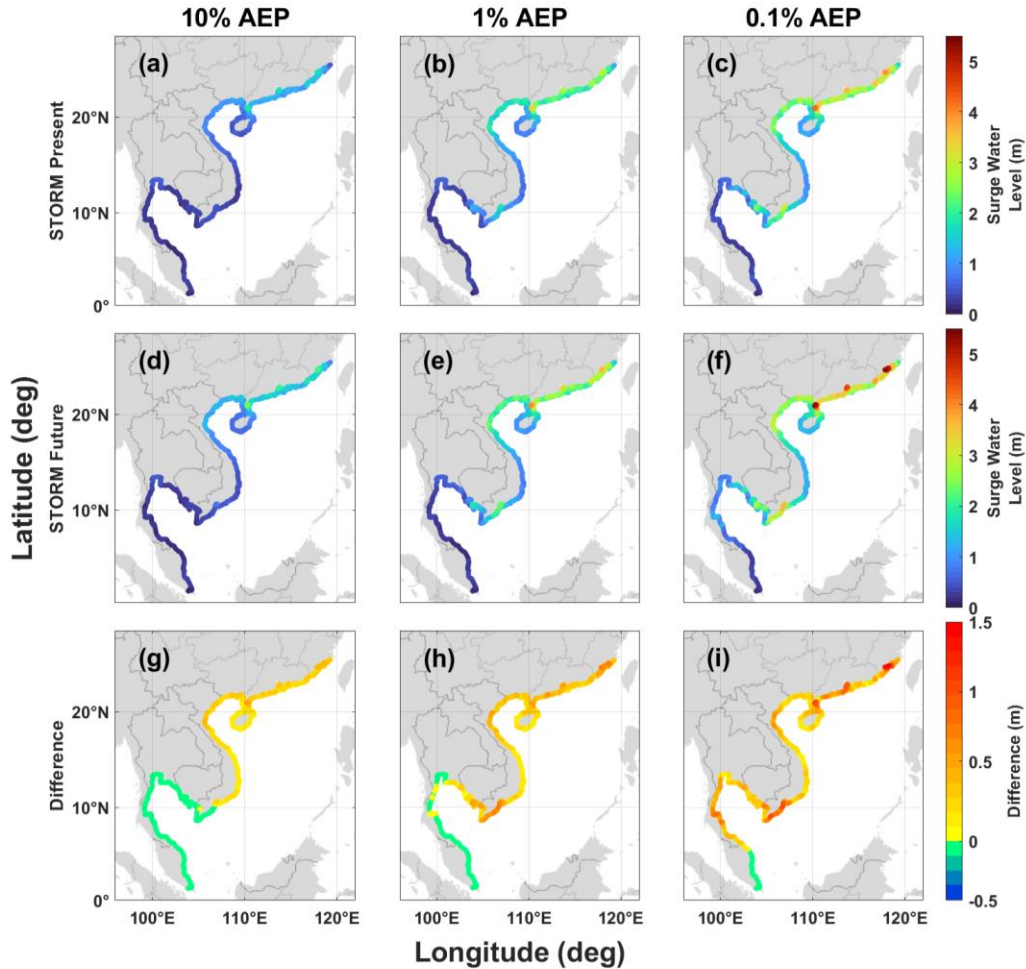 10% AEP
1% AEP
0.1% AEP
STORM Present
20°N
10°N
0°
(a)
(b)
(c)
5
4
3
2
1
0
Surge Water
Level (m)
Latitude (deg)
STORM Future
20°N
10°N
(d)
(e)
(f)
5
4
3
2
1
0
Surge Water
Level (m)
Difference
20°N
10°N
0°
(g)
(h)
(i)
1.5
1
0.5
0
-0.5
Difference (m)
100°E
110°E
120°E
100°E
110°E
120°E
100°E
110°E
120°E
Longitude (deg)